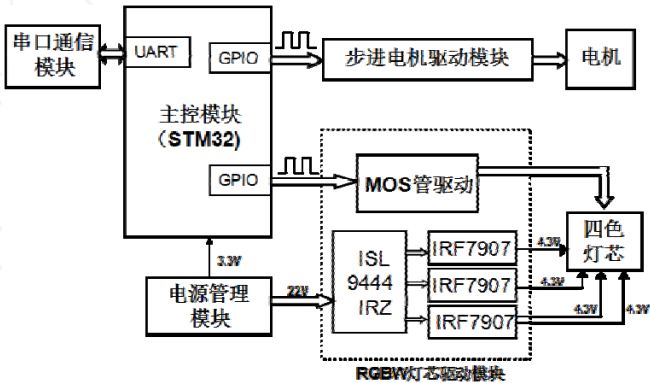 串口通信
模块
UART
GPIO
步进电机驱动模块
电机
主控模块
（STM32)
GPIO
MOS管驱动
四色
灯芯
ISL
9444
IRZ
IRF7907
4.3V
IRF7907
4.3V
IRF7907
4.3V
4.3V
3.3V
电源管理
模块
22V
RGBW灯芯驱动模块